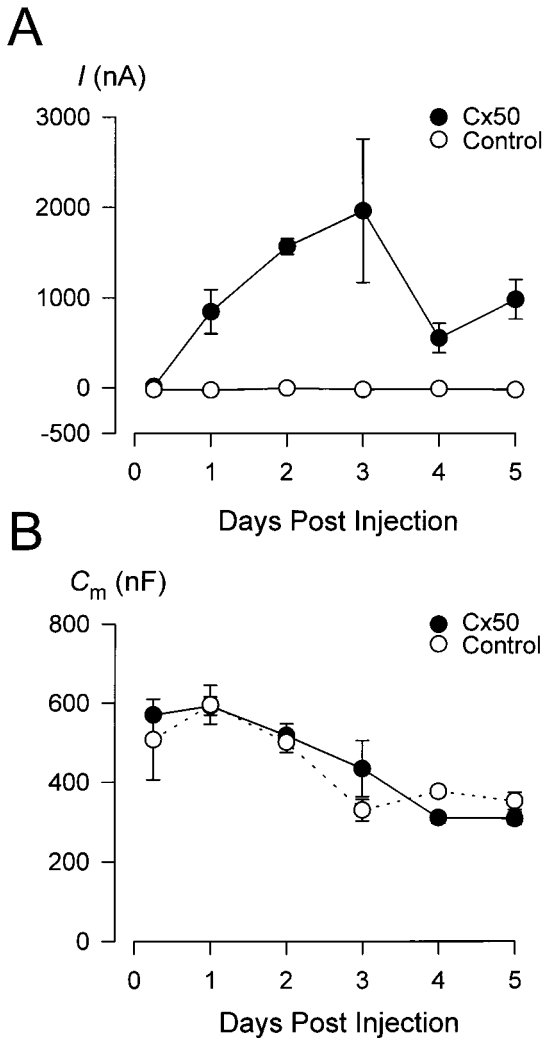 A
I (nA)
Cx50
Control
3000
2000
1000
0
-500
0 1 2 3 4 5
Days Post Injection
B
Cm (nF)
Cx50
Control
800
600
400
200
0
0 1 2 3 4 5
Days Post Injection